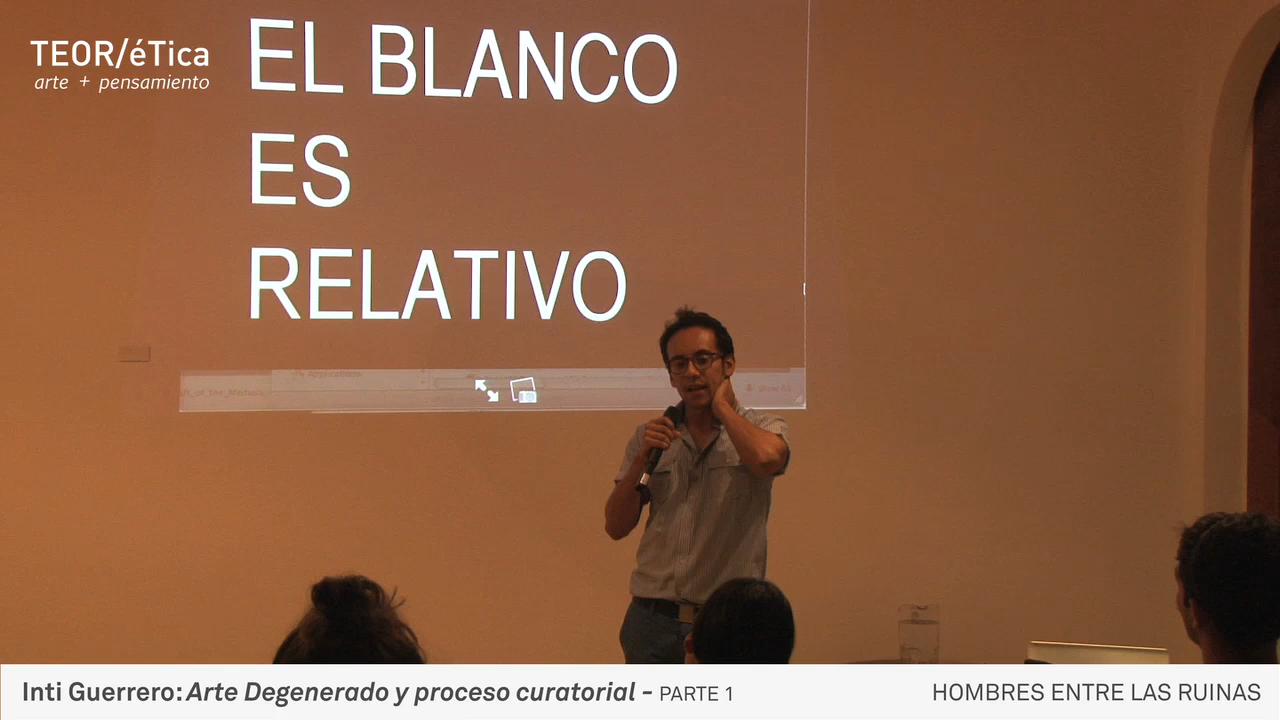 TEOR/éTica
arte + pensamiento
EL BLANCO
ES
RELATIVO
Applications
Inti Guerrero: Arte Degenerado y proceso curatorial - PARTE 1
HOMBRES ENTRE LAS RUINAS